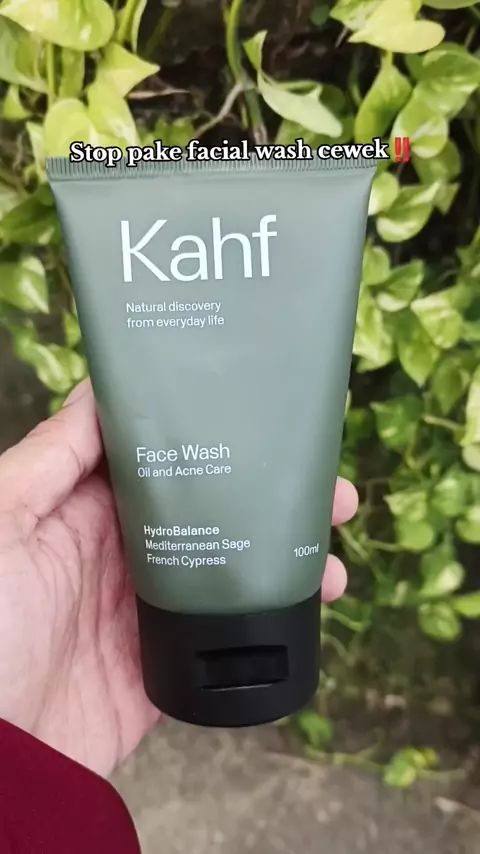 Stop pake facial wash cewek‼️
Kahf
Natural discovery
from everyday life
Face Wash
Oil and Acne Care
HydroBalance
Mediterranean Sage
French Cypress
100ml